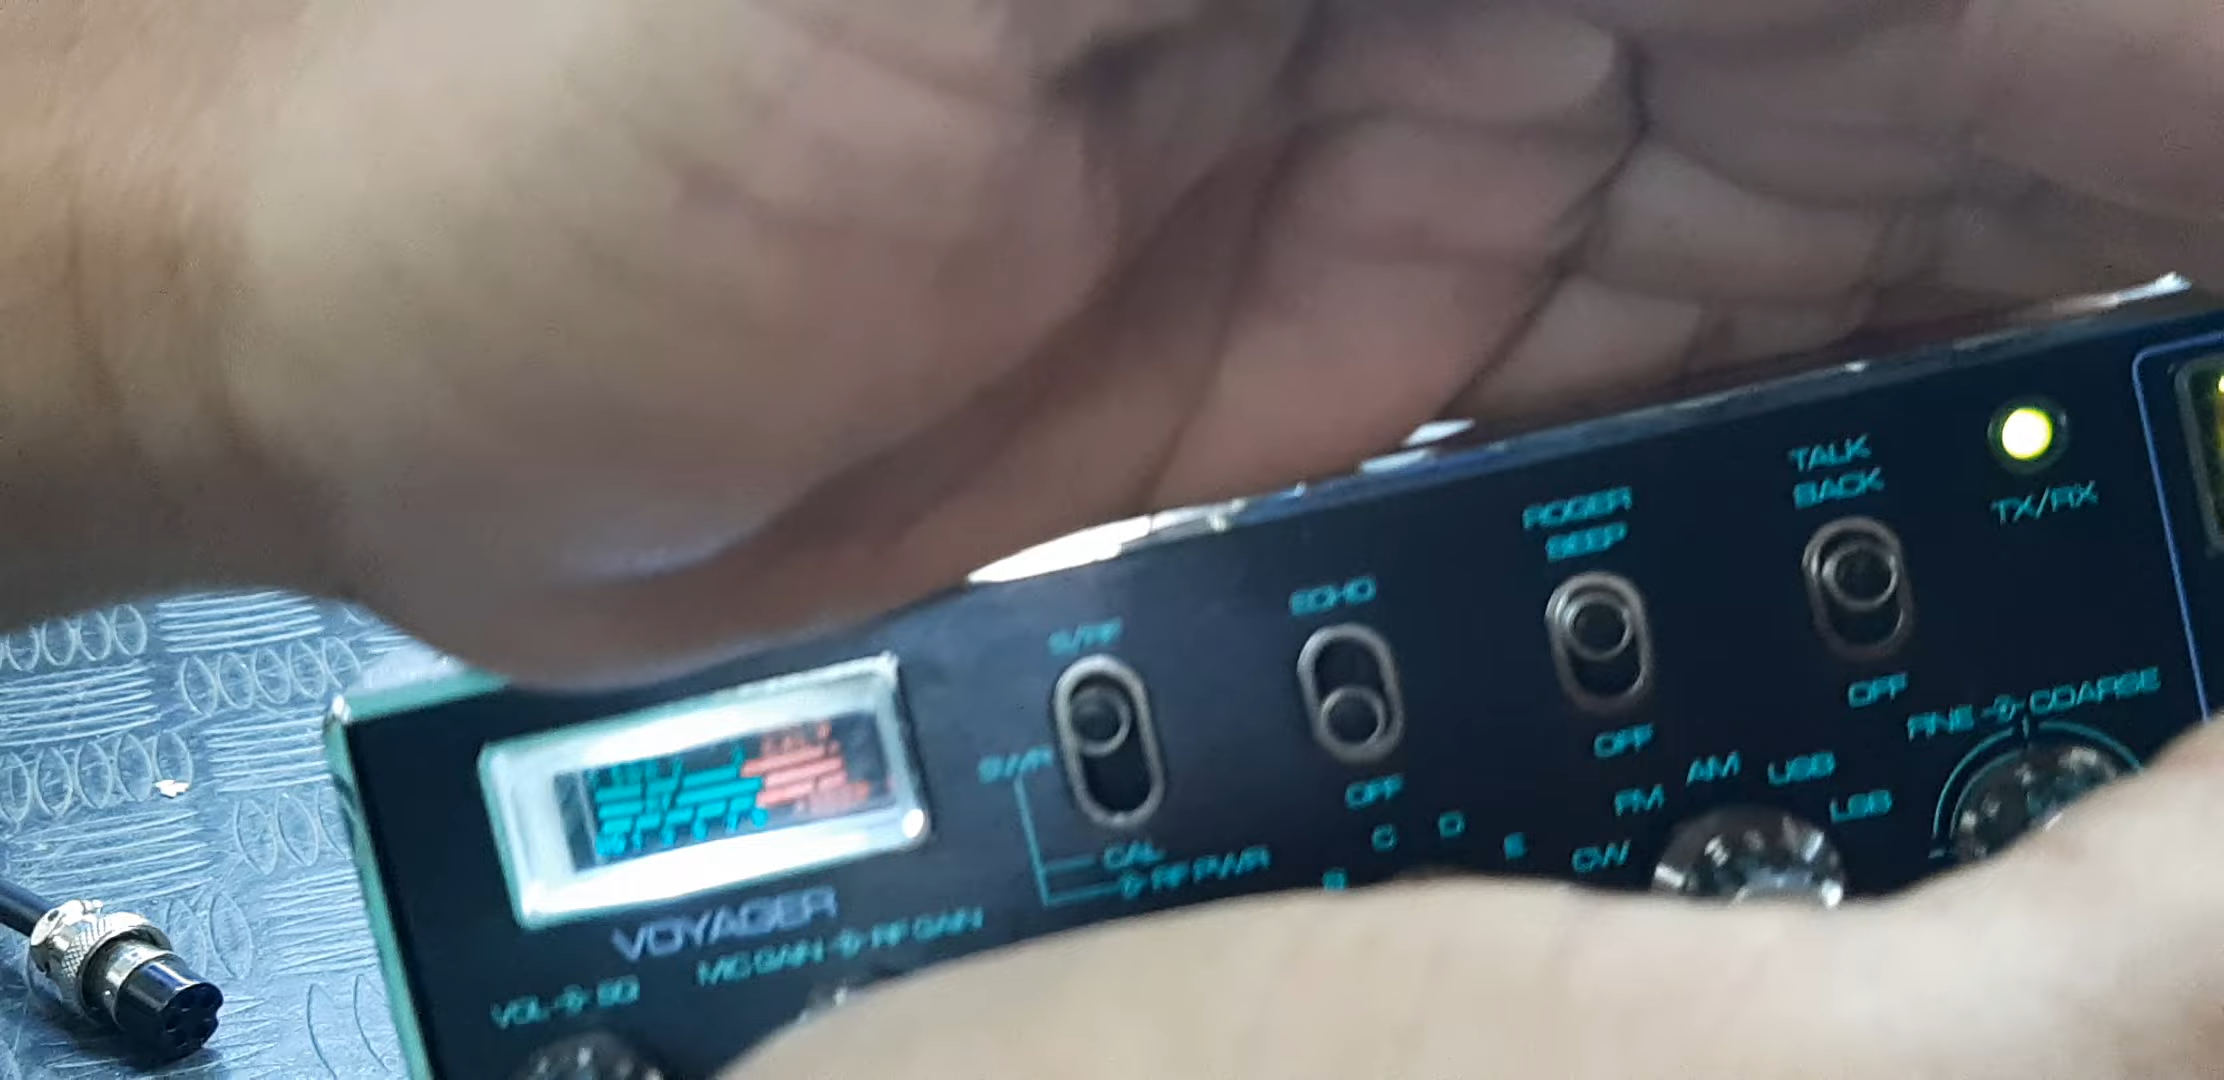 TALK
BACK
TX/RX
ROGER
BEEP
ECHO
S/RF
SWR
OFF
OFF
OFF
FINE COARSE
CW FM AM USB LSB
B C D E
CAL
RF PWR
VOYAGER
MIC GAIN RF GAIN
VOL SQ